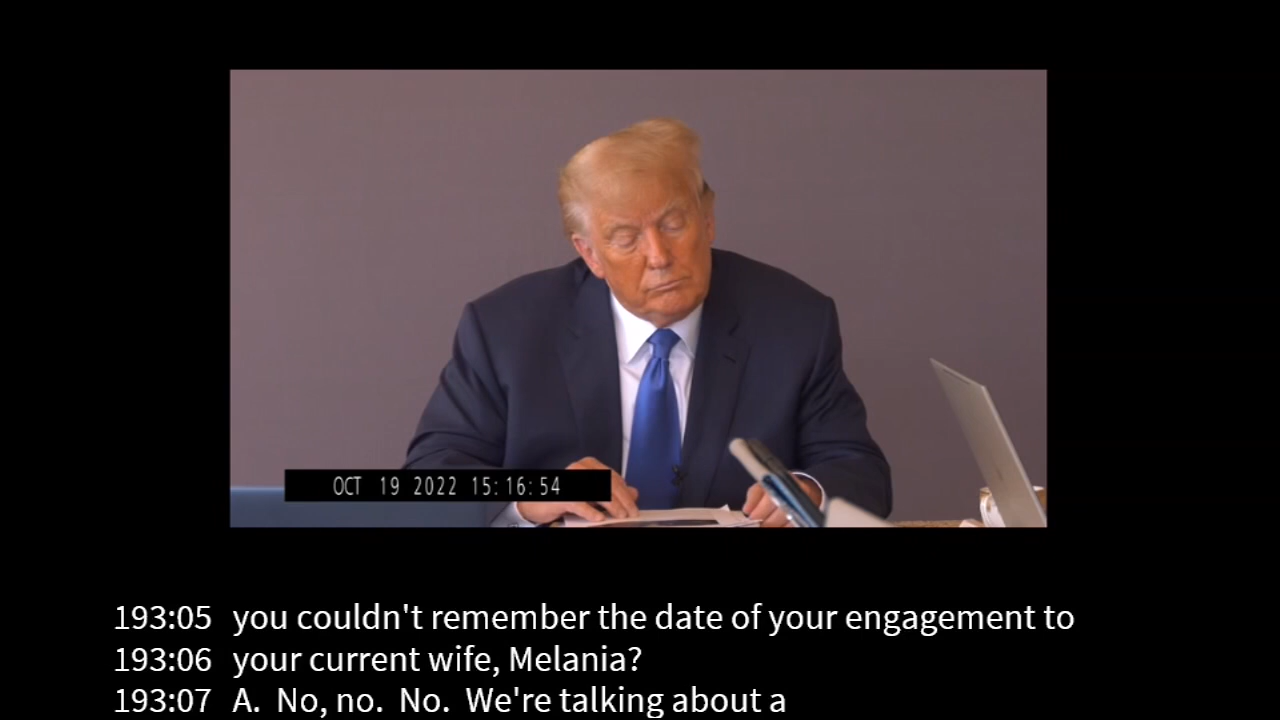 OCT 19 2022 15:16:54
193:05 you couldn't remember the date of your engagement to
193:06 your current wife, Melania?
193:07 A. No, no. No. We're talking about a